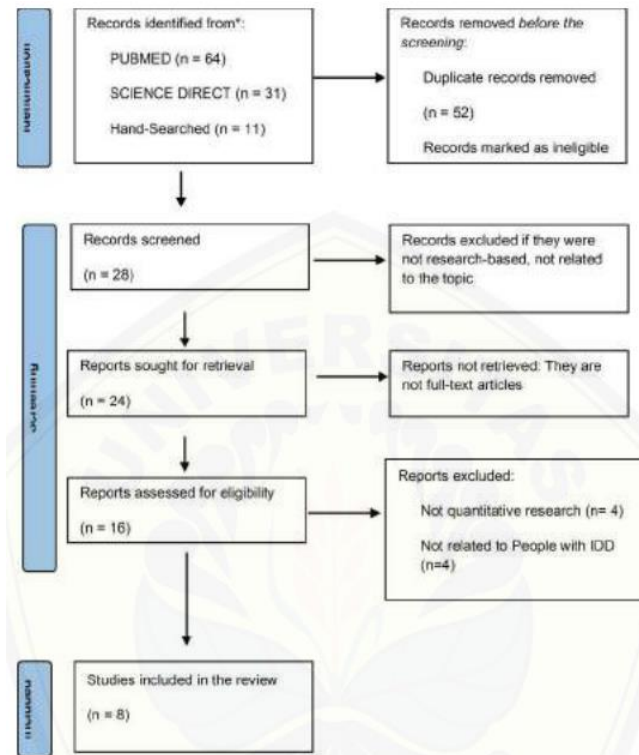 Records identified from*:
PUBMED (n = 64)
SCIENCE DIRECT (n = 31)
Hand-Searched (n = 11)
Records removed before the
screening:
Duplicate records removed
(n = 52)
Records marked as ineligible
Records screened
(n = 28)
Records excluded if they were
not research-based, not related
to the topic
Reports sought for retrieval
(n = 24)
Reports not retrieved: They are
not full-text articles
Reports assessed for eligibility
(n = 16)
Reports excluded:
Not quantitative research (n= 4)
Not related to People with IDD
(n=4)
Studies included in the review
(n = 8)
UNIVERSITAS